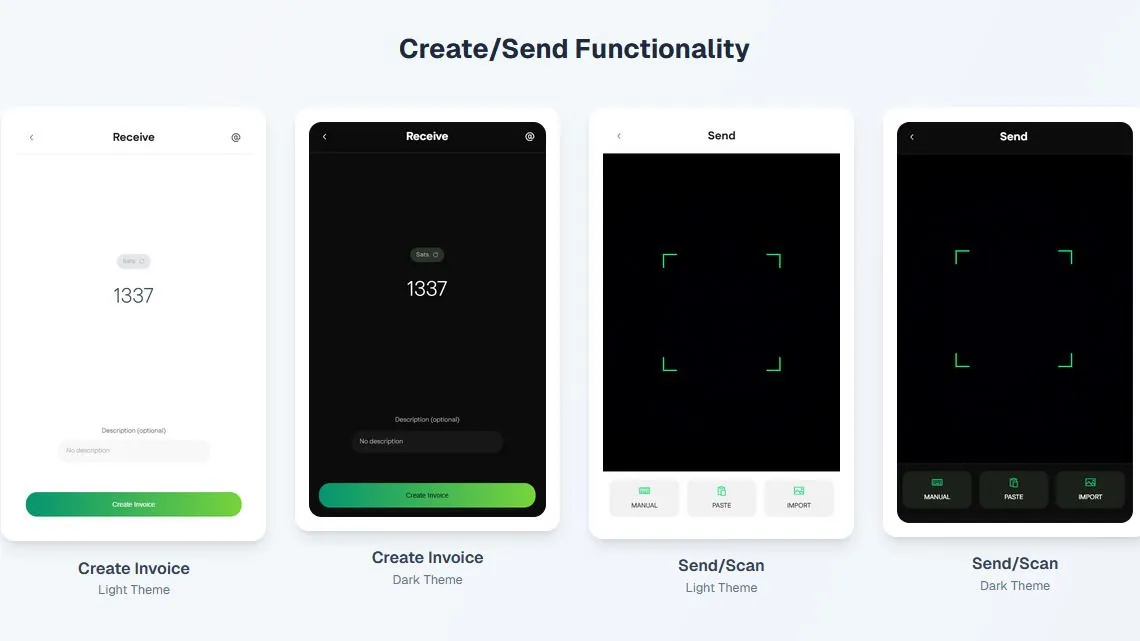 Create/Send Functionality
Receive
@
Sats
1337
Description (optional)
No description
Create Invoice
Create Invoice
Light Theme
Receive
@
Sats
1337
Description (optional)
No description
Create Invoice
Create Invoice
Dark Theme
Send
MANUAL
PASTE
IMPORT
Send/Scan
Light Theme
Send
MANUAL
PASTE
IMPORT
Send/Scan
Dark Theme